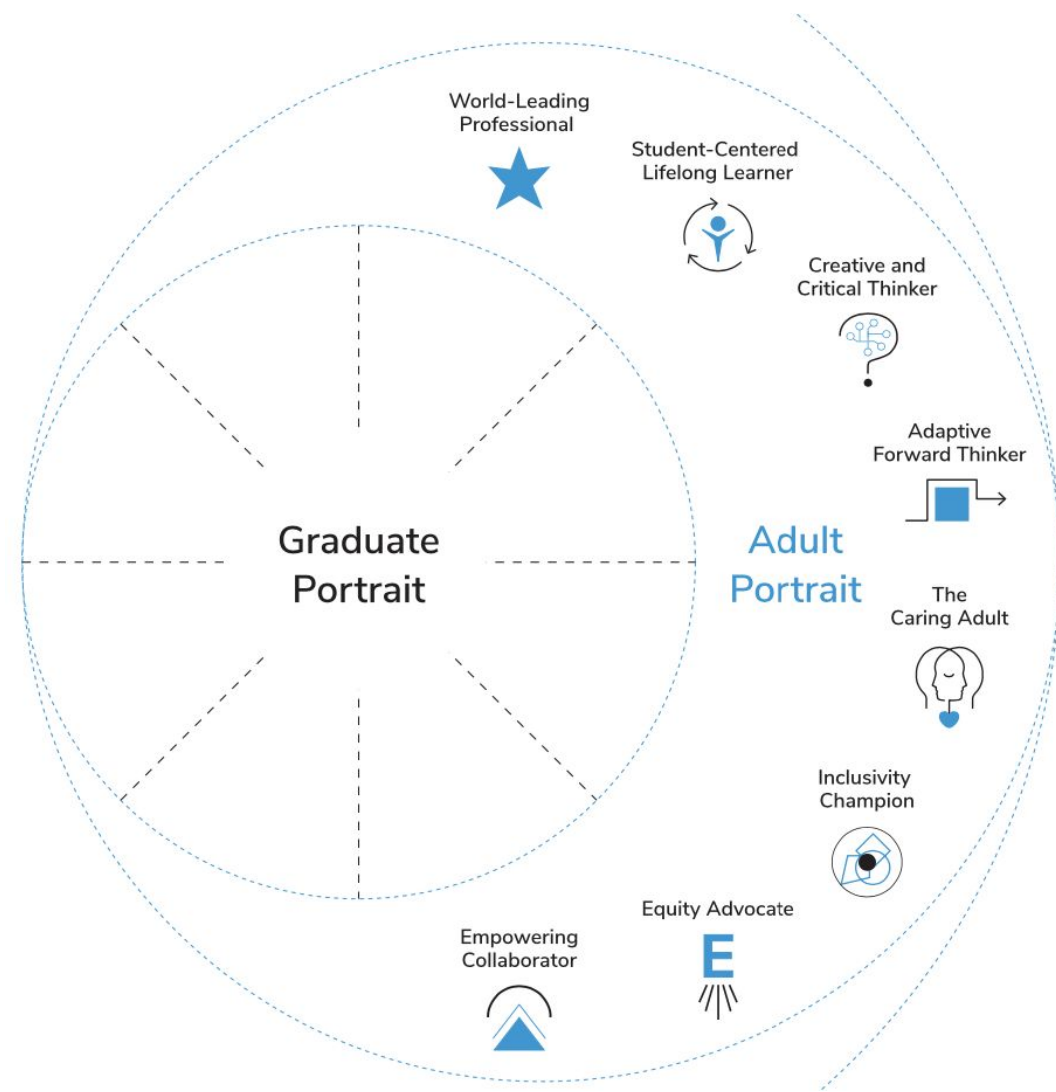 World-Leading
Professional
Student-Centered
Lifelong Learner
Creative and
Critical Thinker
Adaptive
Forward Thinker
Graduate
Portrait
Adult
Portrait
The
Caring Adult
Inclusivity
Champion
Equity Advocate
E
Empowering
Collaborator